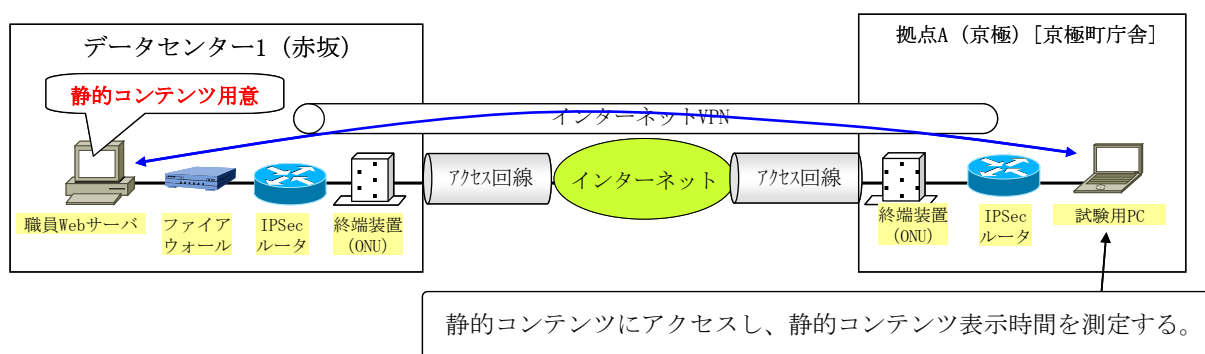 データセンター1（赤坂）
拠点A（京極）[京極町庁舎]
静的コンテンツ用意
インターネットVPN
アクセス回線
インターネット
アクセス回線
職員Webサーバ
ファイア
ウォール
IPSec
ルータ
終端装置
(ONU)
終端装置
(ONU)
IPSec
ルータ
試験用PC
静的コンテンツにアクセスし、静的コンテンツ表示時間を測定する。